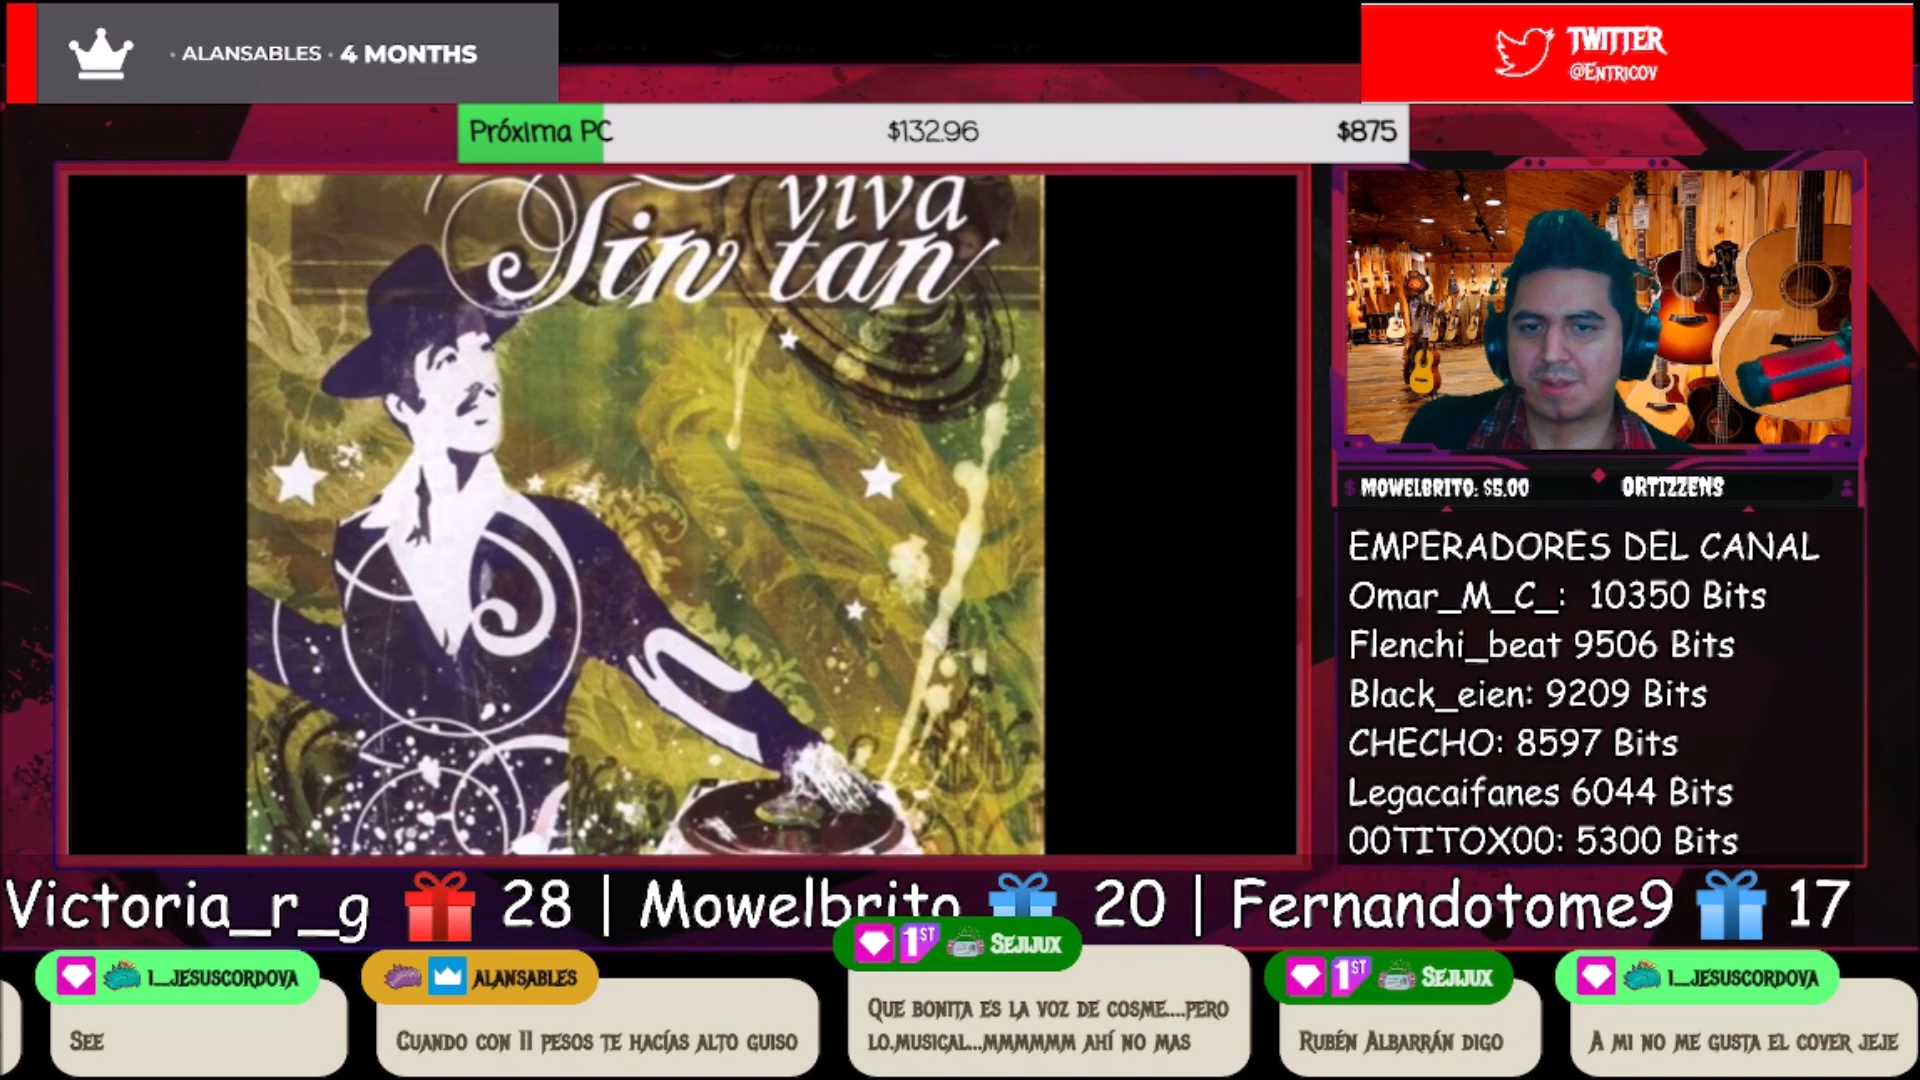 · ALANSABLES · 4 MONTHS
TWITTER
@ENTRICOV
Próxima PC $132.96 $875
viva
Tin tan
MOWELBRITO: $5.00 ORTIZZENS
EMPERADORES DEL CANAL
Omar_M_C_: 10350 Bits
Flenchi_beat 9506 Bits
Black_eien: 9209 Bits
CHECHO: 8597 Bits
Legacaifanes 6044 Bits
00TITOX00: 5300 Bits
Victoria_r_g 28 | Mowelbrito 20 | Fernandotome9 17
I_JESUSCORDOVA
SEE
ALANSABLES
CUANDO CON 11 PESOS TE HACÍAS ALTO GUISO
1ST SEJIJUX
QUE BONITA ES LA VOZ DE COSME....PERO
LO.MUSICAL...MMMMMM AHÍ NO MAS
1ST SEJIJUX
RUBÉN ALBARRÁN DIGO
I_JESUSCORDOVA
A MI NO ME GUSTA EL COVER JEJE